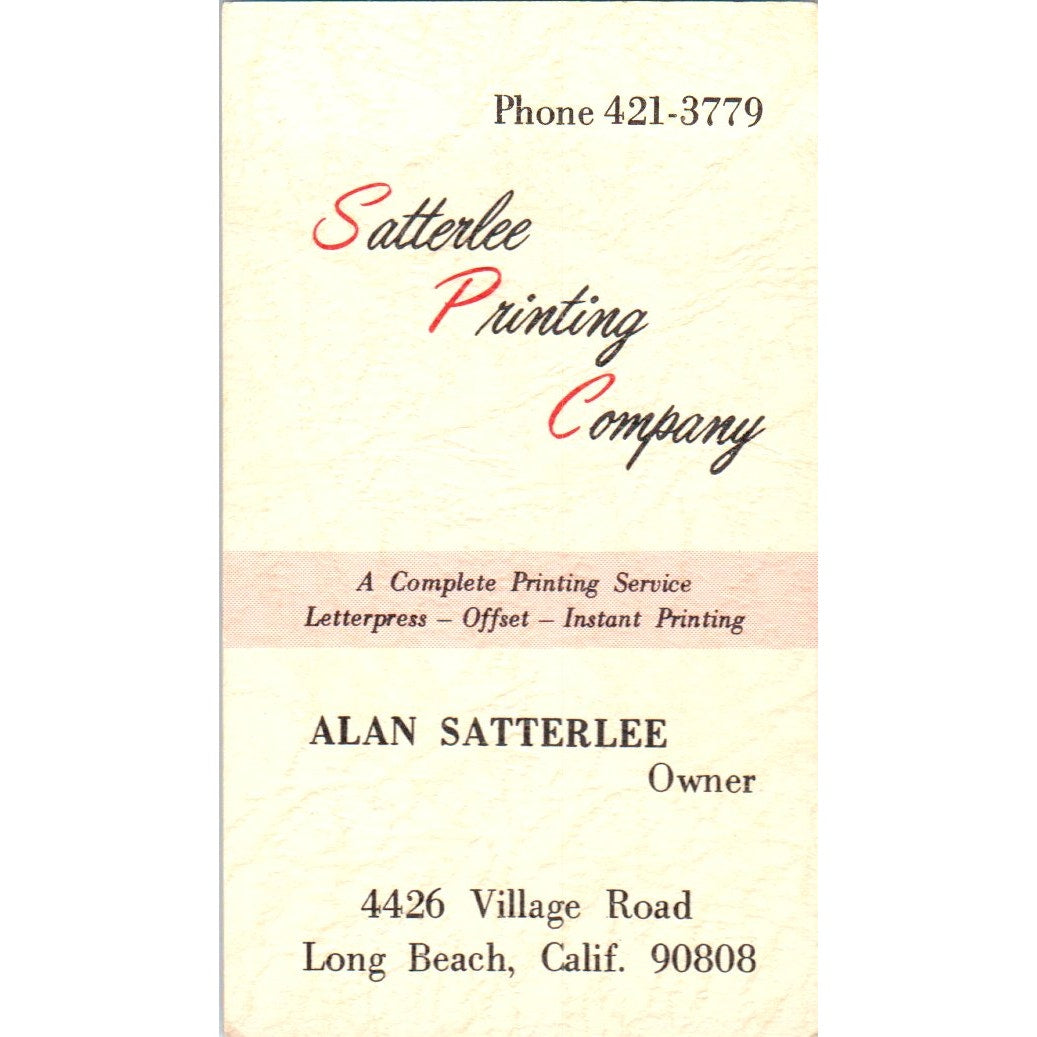 Phone 421-3779
Satterlee
Printing
Company
A Complete Printing Service
Letterpress – Offset – Instant Printing
ALAN SATTERLEE
Owner
4426 Village Road
Long Beach, Calif. 90808